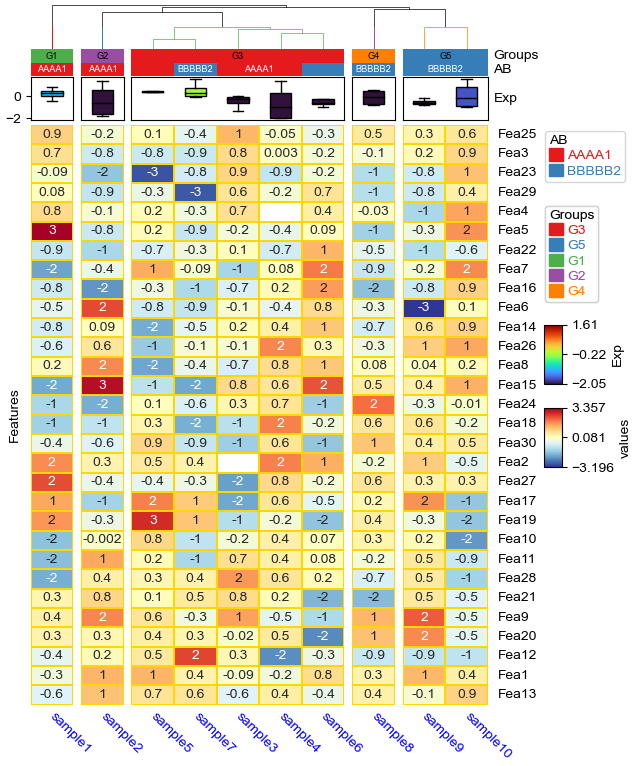 G1 G2 G3 G4 G5 Groups
AAAA1 AAAA1 BBBBB2 AAAA1 BBBBB2 BBBBB2 AB
0
−2
Exp
0.9 -0.2 0.1 -0.4 1 -0.05 -0.3 0.5 0.3 0.6 Fea25
0.7 -0.8 -0.8 -0.9 0.8 0.003 -0.2 -0.1 0.2 0.9 Fea3
-0.09 -2 -3 -0.8 0.9 -0.9 -0.2 -1 -0.8 1 Fea23
0.08 -0.9 -0.3 -3 0.6 -0.2 0.7 -1 -0.8 0.4 Fea29
0.8 -0.1 0.2 -0.3 0.7 0.4 -0.03 -1 1 Fea4
3 -0.8 0.2 -0.9 -0.2 -0.4 0.09 -1 -0.3 2 Fea5
-0.9 -1 -0.7 -0.3 0.1 -0.7 1 -0.5 -1 -0.6 Fea22
-2 -0.4 1 -0.09 -1 0.08 2 -0.9 -0.2 2 Fea7
-0.8 -2 -0.3 -1 -0.7 0.2 2 -2 -0.8 0.9 Fea16
-0.5 2 -0.8 -0.9 -0.1 -0.4 0.8 -0.3 -3 0.1 Fea6
-0.8 0.09 -2 -0.5 0.2 0.4 1 -0.7 0.6 0.9 Fea14
-0.6 0.6 -1 -0.1 -0.1 2 0.3 -0.3 1 1 Fea26
0.2 2 -2 -0.4 -0.7 0.8 1 0.08 0.04 0.2 Fea8
-2 3 -1 -2 0.8 0.6 2 0.5 0.4 1 Fea15
-1 -2 0.1 -0.6 0.3 0.7 -1 2 -0.3 -0.01 Fea24
-1 -1 0.3 -2 -1 2 -0.2 0.6 0.6 -0.2 Fea18
-0.4 -0.6 0.9 -0.9 -1 0.6 -1 1 0.4 0.5 Fea30
2 0.3 0.5 0.4 2 1 -0.2 1 -0.5 Fea2
2 -0.4 -0.4 -0.3 -2 0.8 -0.2 0.6 0.3 0.3 Fea27
1 -1 2 1 -2 0.6 -0.5 0.2 2 -1 Fea17
2 -0.3 3 1 -1 -0.2 -2 0.4 -0.3 -2 Fea19
-2 -0.002 0.8 -1 -0.2 0.4 0.07 0.3 0.2 -2 Fea10
-2 1 0.2 -1 0.7 0.4 0.08 -0.2 0.5 -0.9 Fea11
-2 0.4 0.3 0.4 2 0.6 0.2 -0.7 0.5 -1 Fea28
0.3 0.8 0.1 0.5 0.8 0.2 -2 -2 0.5 -0.5 Fea21
0.4 2 0.6 -0.3 1 -0.5 -1 1 2 -0.5 Fea9
0.3 0.3 0.4 0.3 -0.02 0.5 -2 1 2 -0.5 Fea20
-0.4 0.2 0.5 2 0.3 -2 -0.3 -0.9 -0.9 -1 Fea12
-0.3 1 1 0.4 -0.09 -0.2 0.8 -0.3 1 0.4 Fea1
-0.6 1 0.7 0.6 -0.6 0.4 -0.4 0.4 -0.1 0.9 Fea13
Features
sample1 sample2 sample5 sample7 sample3 sample4 sample6 sample8 sample9 sample10
AB
AAAA1
BBBBB2
Groups
G3
G5
G1
G2
G4
1.61
−0.22
−2.05
Exp
3.357
0.081
−3.196
values